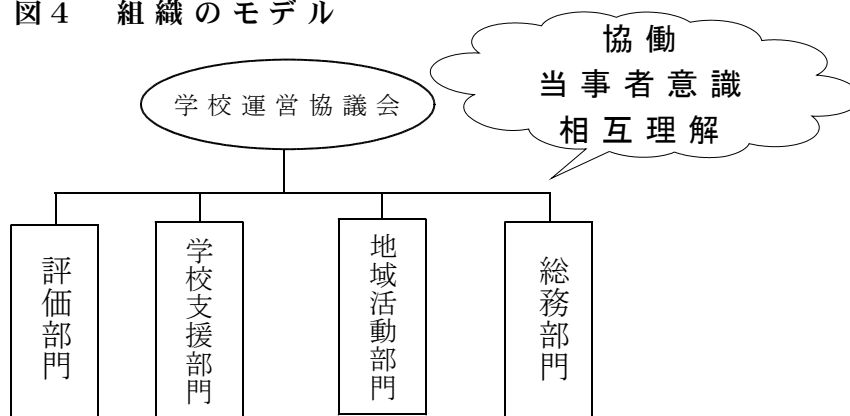 図4 組織のモデル
協働
当事者意識
相互理解
学校運営協議会
評価部門
学校支援部門
地域活動部門
総務部門